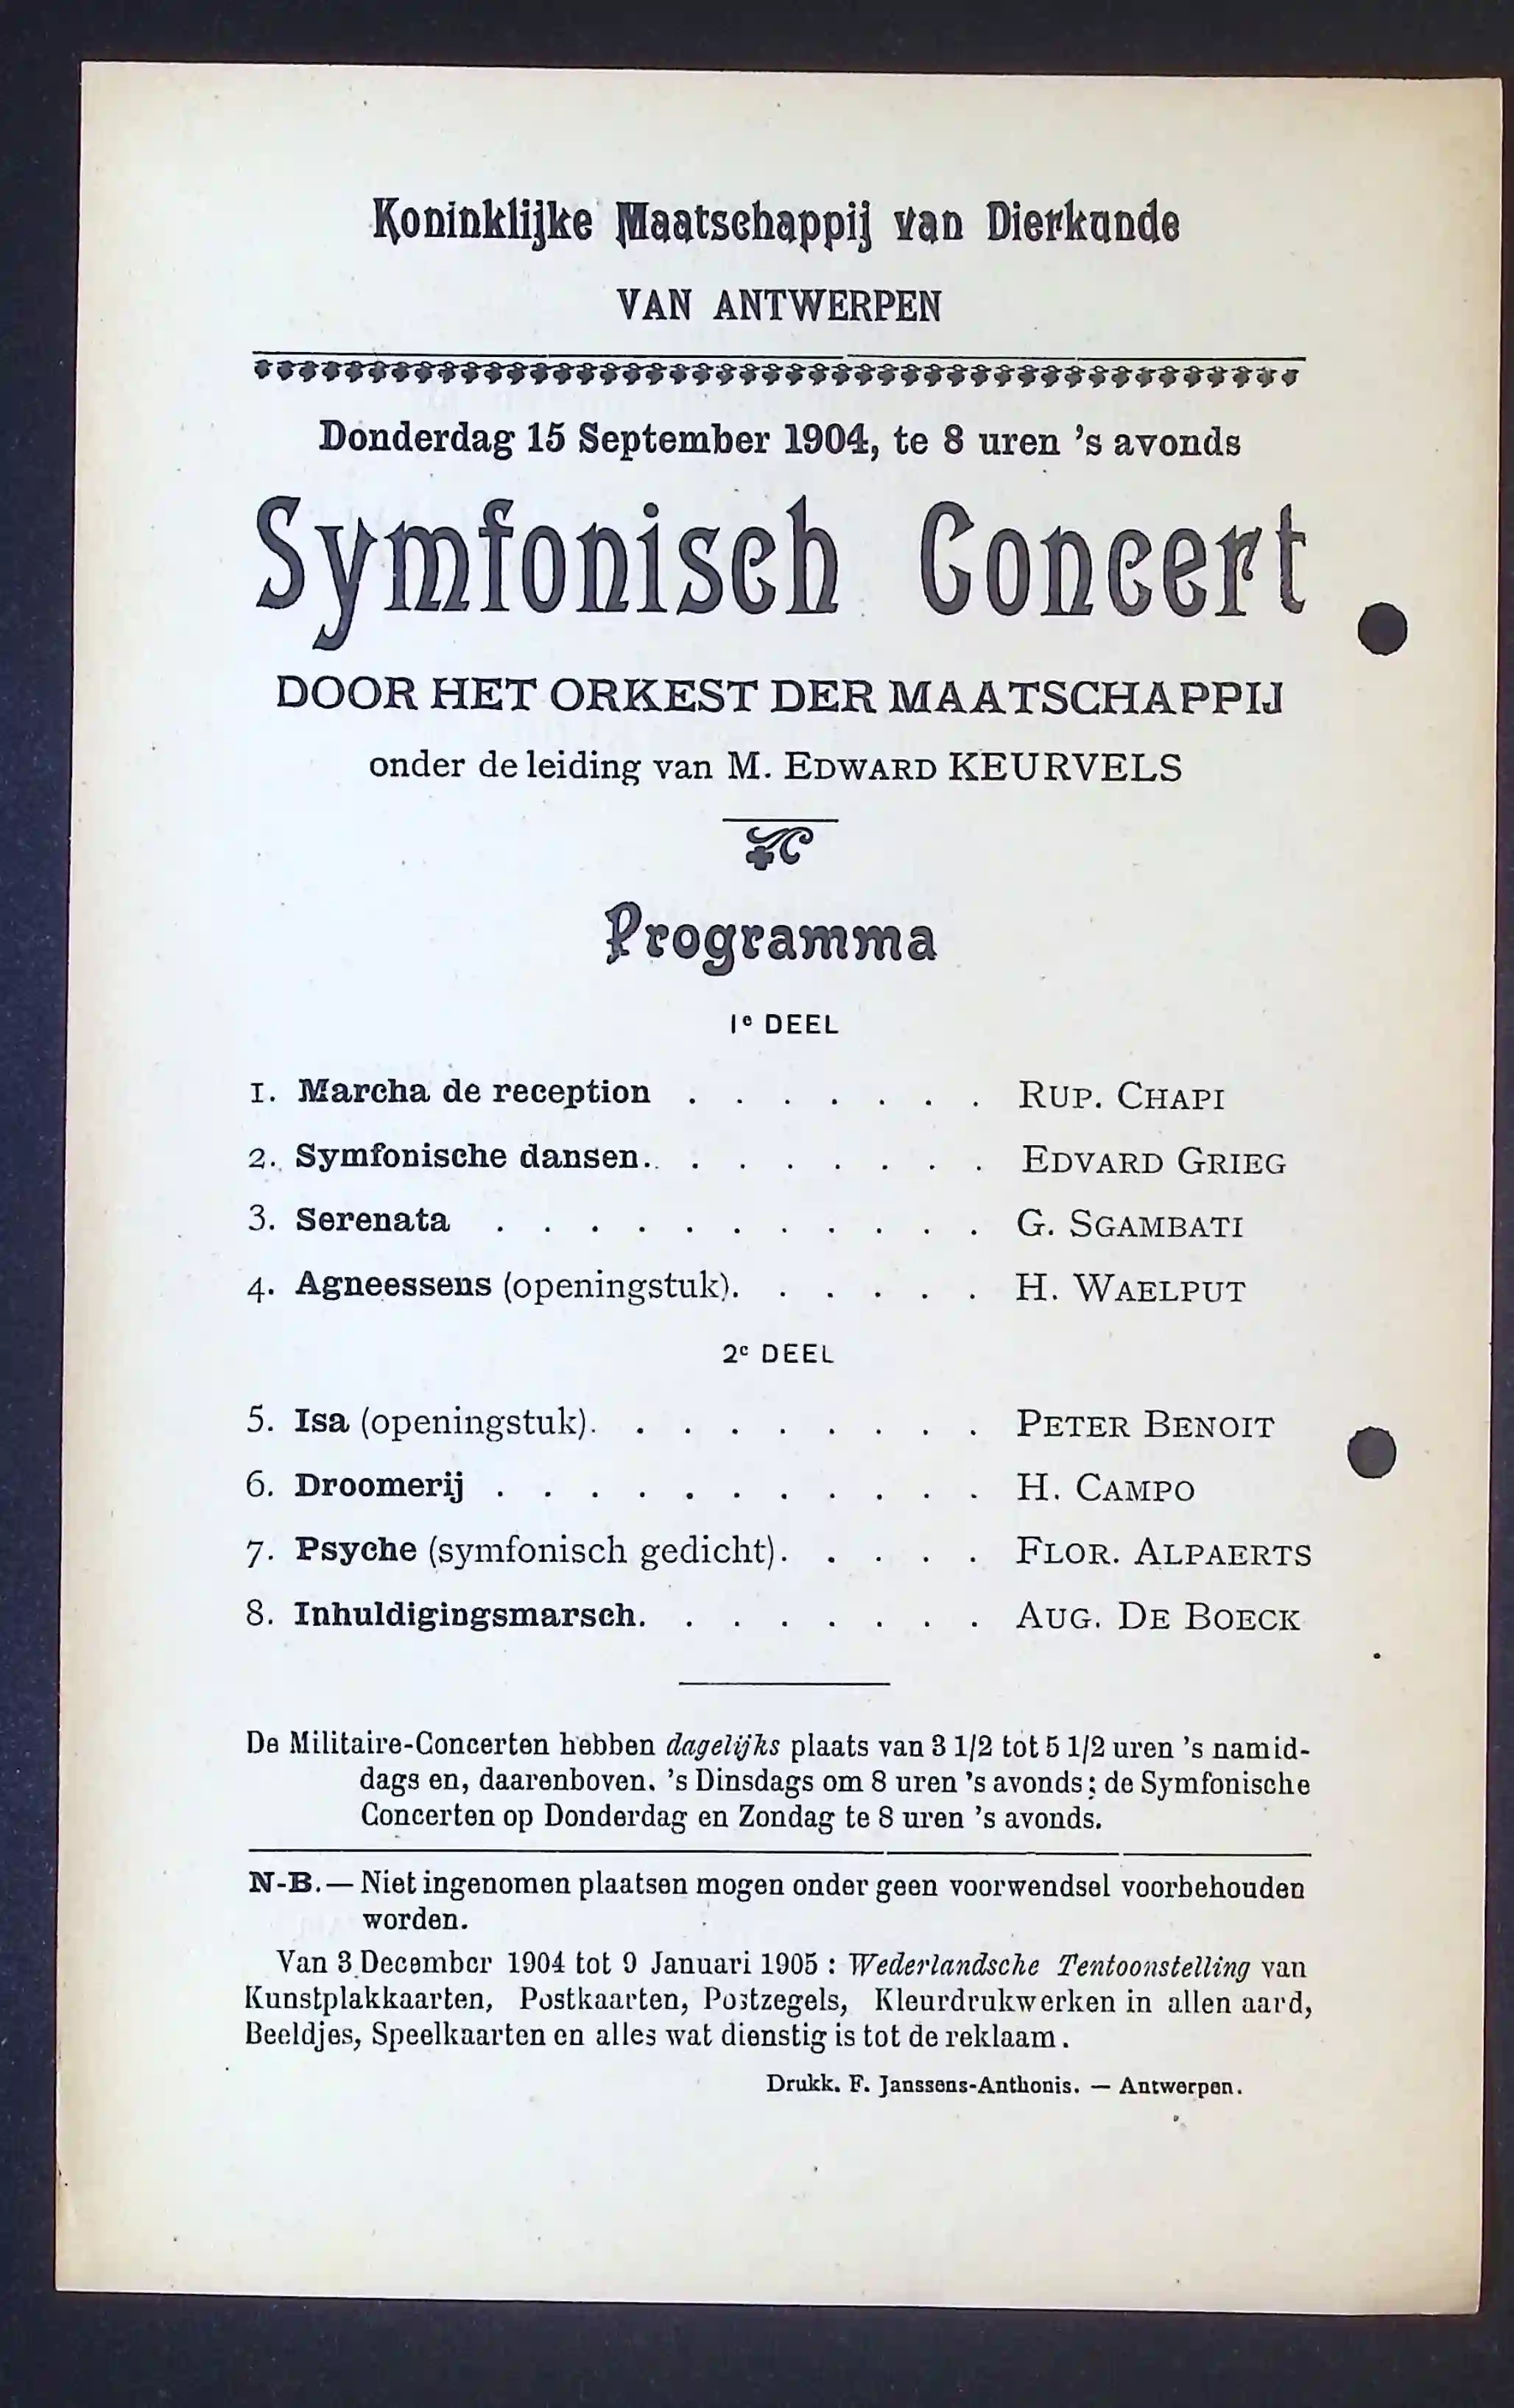 Koninklijke Maatschappij van Dierkunde
VAN ANTWERPEN
Donderdag 15 September 1904, te 8 uren 's avonds
Symfonisch Concert
DOOR HET ORKEST DER MAATSCHAPPIJ
onder de leiding van M. EDWARD KEURVELS
Programma
1e DEEL
1. Marcha de reception . . . . . . . RUP. CHAPI
2. Symfonische dansen. . . . . . . . EDVARD GRIEG
3. Serenata . . . . . . . . . . . G. SGAMBATI
4. Agneessens (openingstuk). . . . . . H. WAELPUT
2e DEEL
5. Isa (openingstuk). . . . . . . . . PETER BENOIT
6. Droomerij . . . . . . . . . . . H. CAMPO
7. Psyche (symfonisch gedicht). . . . . FLOR. ALPAERTS
8. Inhuldigingsmarsch. . . . . . . . AUG. DE BOECK
De Militaire-Concerten hebben dagelijks plaats van 3 1/2 tot 5 1/2 uren 's namid-
dags en, daarenboven. 's Dinsdags om 8 uren 's avonds; de Symfonische
Concerten op Donderdag en Zondag te 8 uren 's avonds.
N-B. — Niet ingenomen plaatsen mogen onder geen voorwendsel voorbehouden
worden.
Van 3 December 1904 tot 9 Januari 1905 : Wederlandsche Tentoonstelling van
Kunstplakkaarten, Postkaarten, Postzegels, Kleurdrukwerken in allen aard,
Beeldjes, Speelkaarten en alles wat dienstig is tot de reklaam.
Drukk. F. Janssens-Anthonis. — Antwerpen.